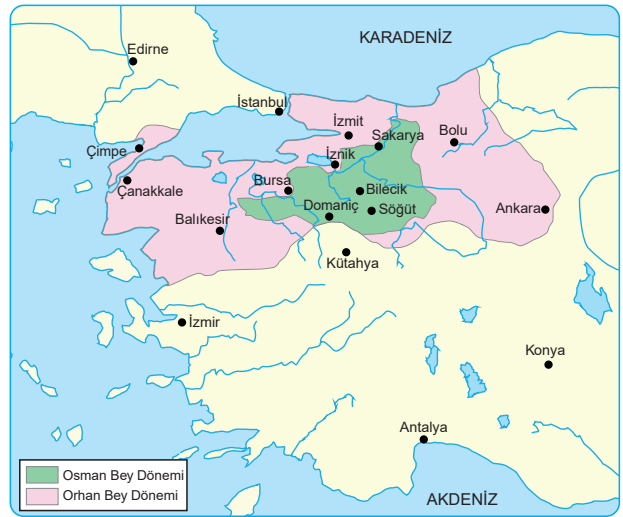 KARADENİZ
Edirne
İstanbul
İzmit
Sakarya
Bolu
Çimpe
İznik
Çanakkale
Bursa
Bilecik
Domaniç
Söğüt
Ankara
Balıkesir
Kütahya
İzmir
Konya
Antalya
Osman Bey Dönemi
Orhan Bey Dönemi
AKDENİZ